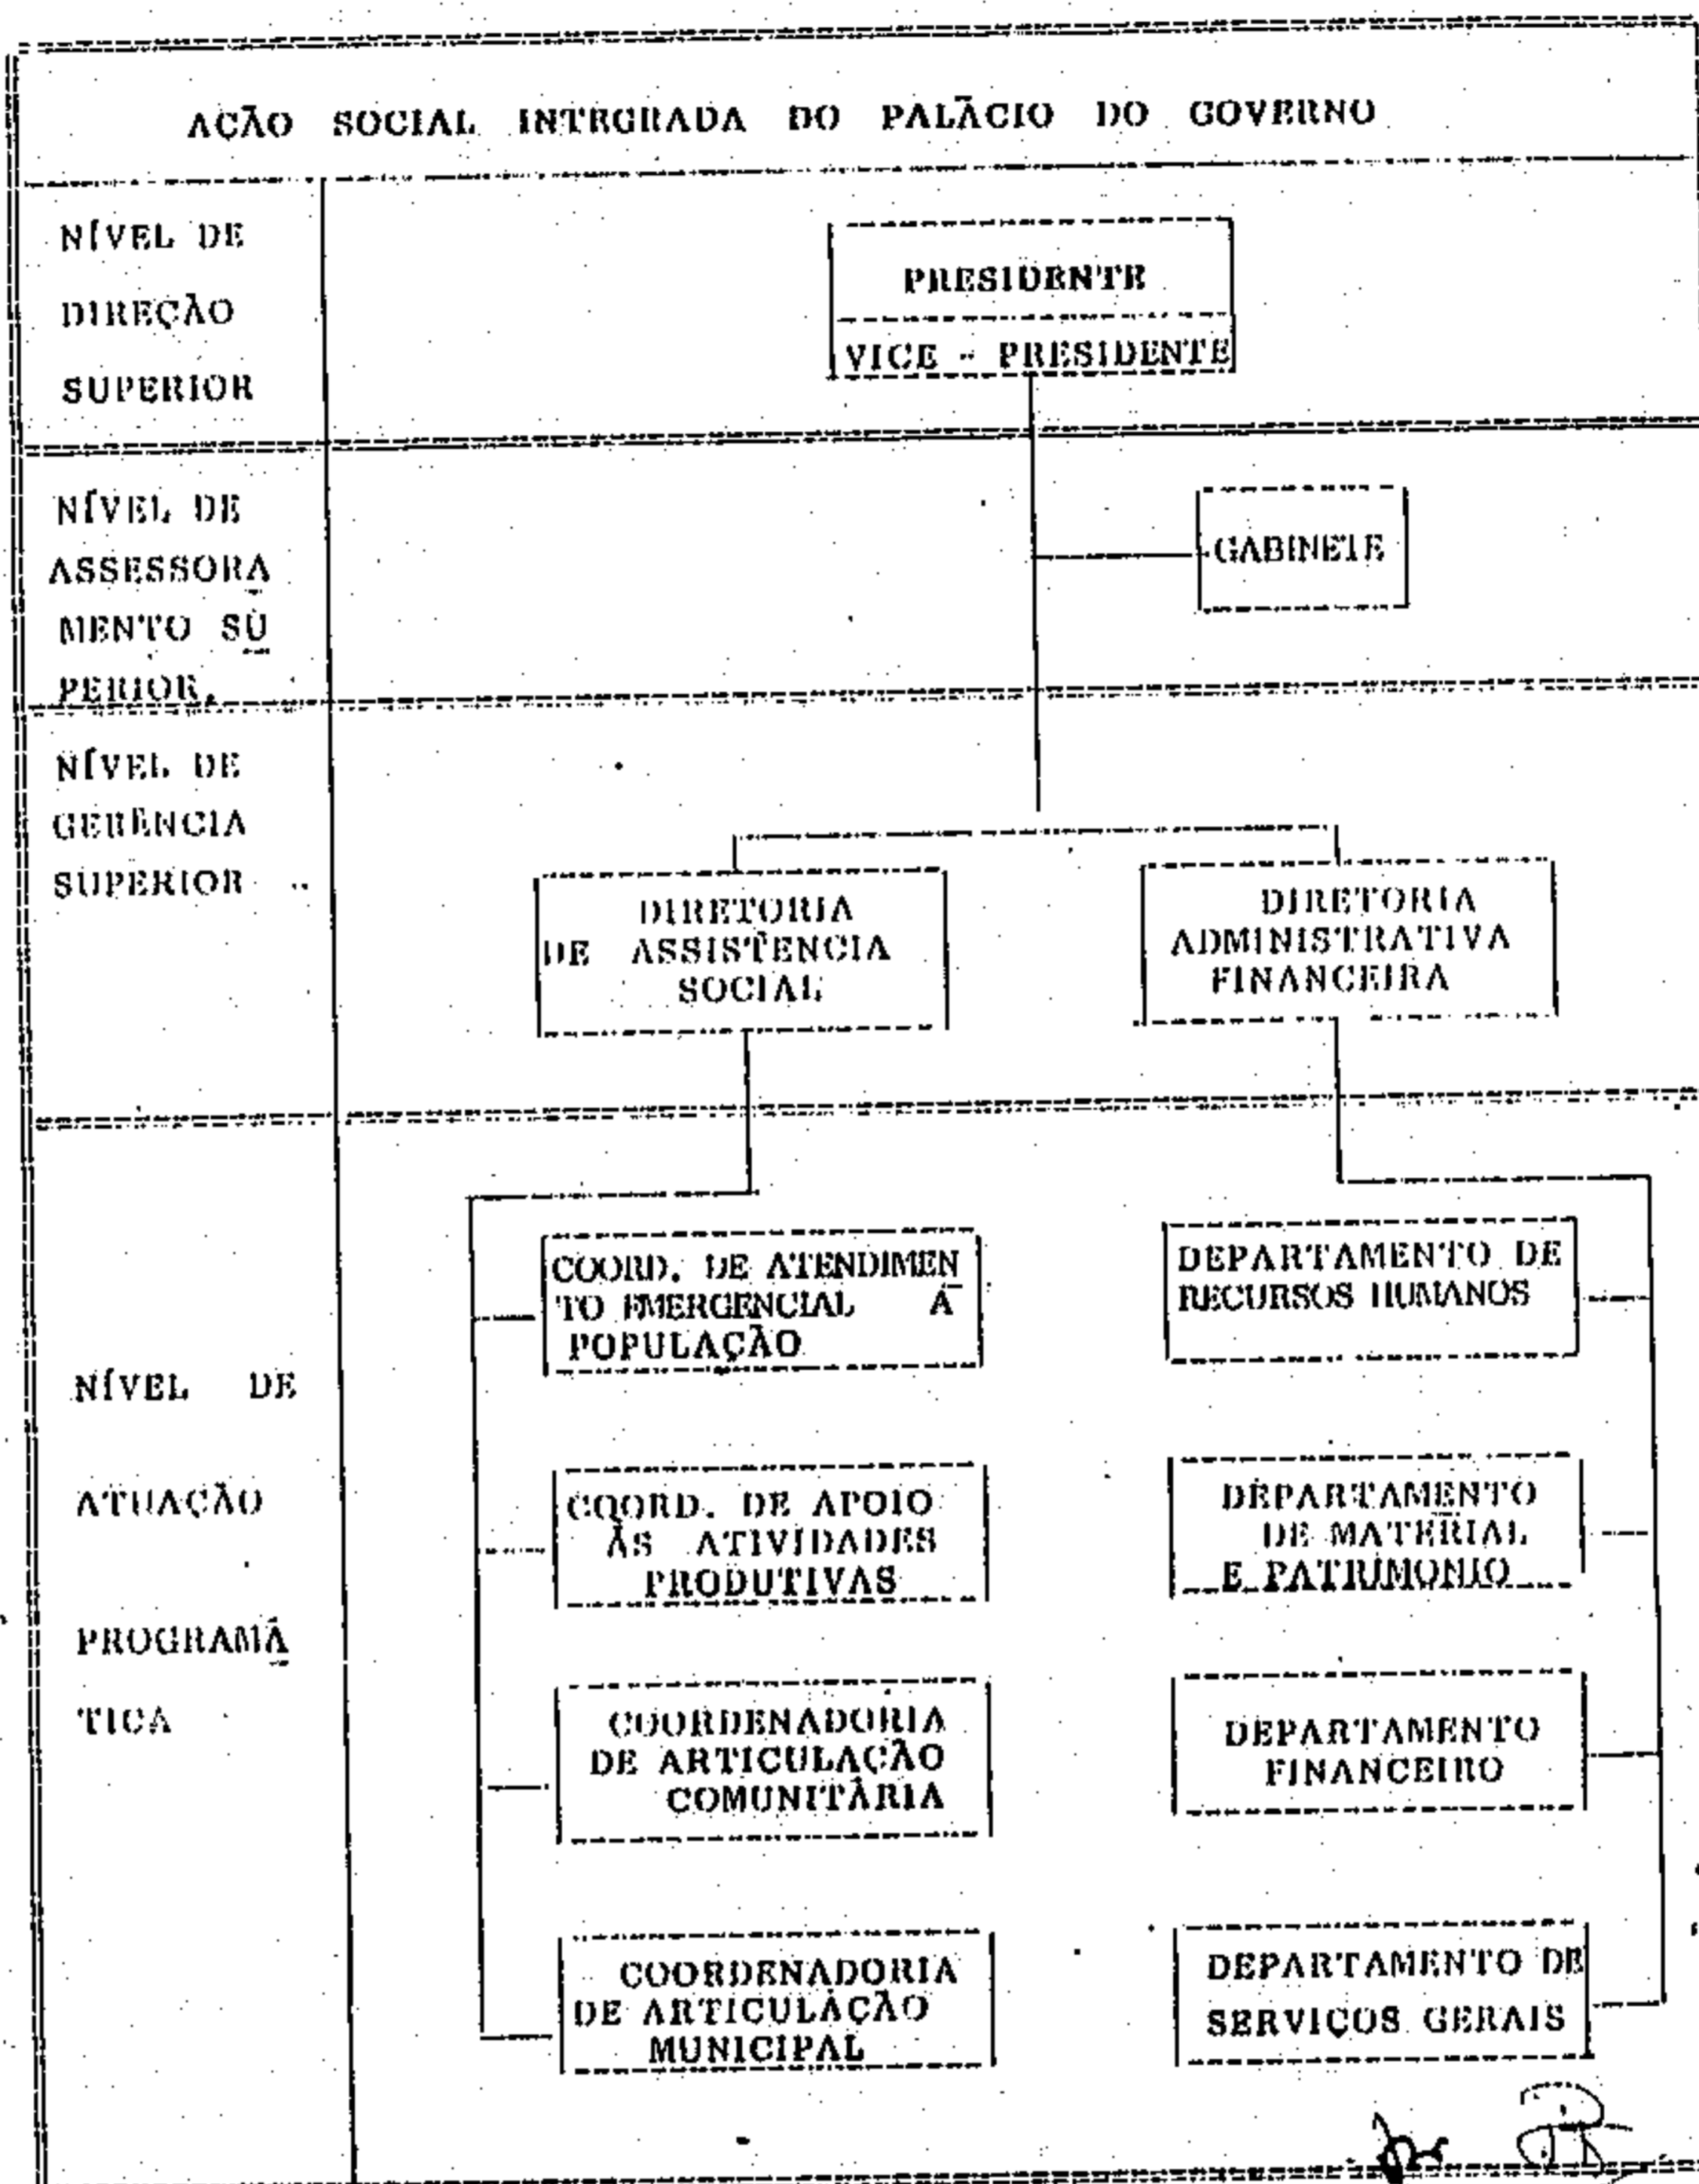 AÇÃO SOCIAL INTEGRADA DO PALÁCIO DO GOVERNO
NÍVEL DE
DIREÇÃO
SUPERIOR
PRESIDENTE
VICE - PRESIDENTE
NÍVEL DE
ASSESSORA
MENTO SU
PERIOR.
GABINETE
NÍVEL DE
GERÊNCIA
SUPERIOR
DIRETORIA
DE ASSISTÊNCIA
SOCIAL
DIRETORIA
ADMINISTRATIVA
FINANCEIRA
NÍVEL DE
ATUAÇÃO
PROGRAMÁ
TICA
COORD. DE ATENDIMEN
TO EMERGENCIAL À
POPULAÇÃO
COORD. DE APOIO
ÀS ATIVIDADES
PRODUTIVAS
COORDENADORIA
DE ARTICULAÇÃO
COMUNITÁRIA
COORDENADORIA
DE ARTICULAÇÃO
MUNICIPAL
DEPARTAMENTO DE
RECURSOS HUMANOS
DEPARTAMENTO
DE MATERIAL
E PATRIMONIO
DEPARTAMENTO
FINANCEIRO
DEPARTAMENTO DE
SERVIÇOS GERAIS